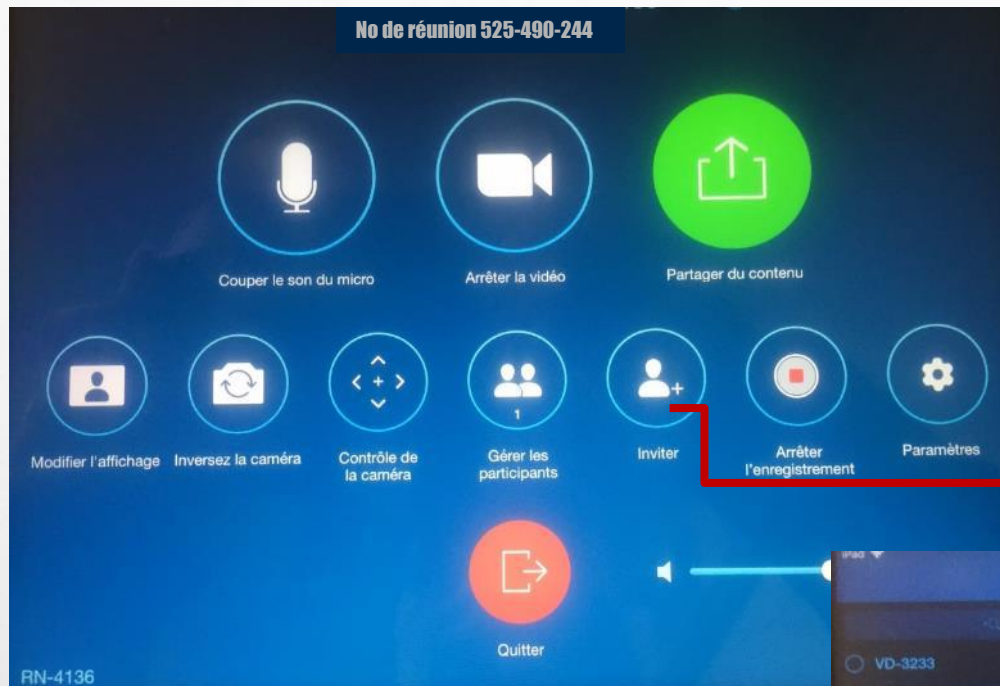 No de réunion 525-490-244
Couper le son du micro
Arrêter la vidéo
Partager du contenu
1
Modifier l'affichage
Inversez la caméra
Contrôle de
la caméra
Gérer les
participants
Inviter
Arrêter
l'enregistrement
Paramètres
Quitter
iPad
VD-3233
RN-4136